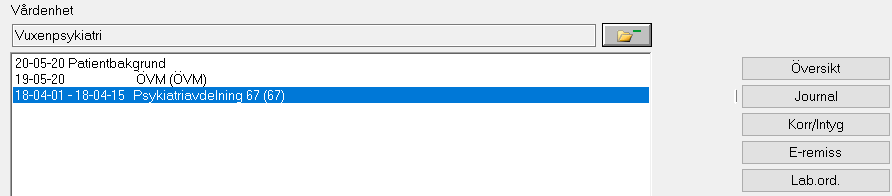 Vårdenhet
Vuxenpsykiatri
20-05-20 Patientbakgrund
19-05-20 ÖVM (ÖVM)
18-04-01 - 18-04-15 Psykiatriavdelning 67 (67)
Översikt
Journal
Korr/Intyg
E-remiss
Lab.ord.